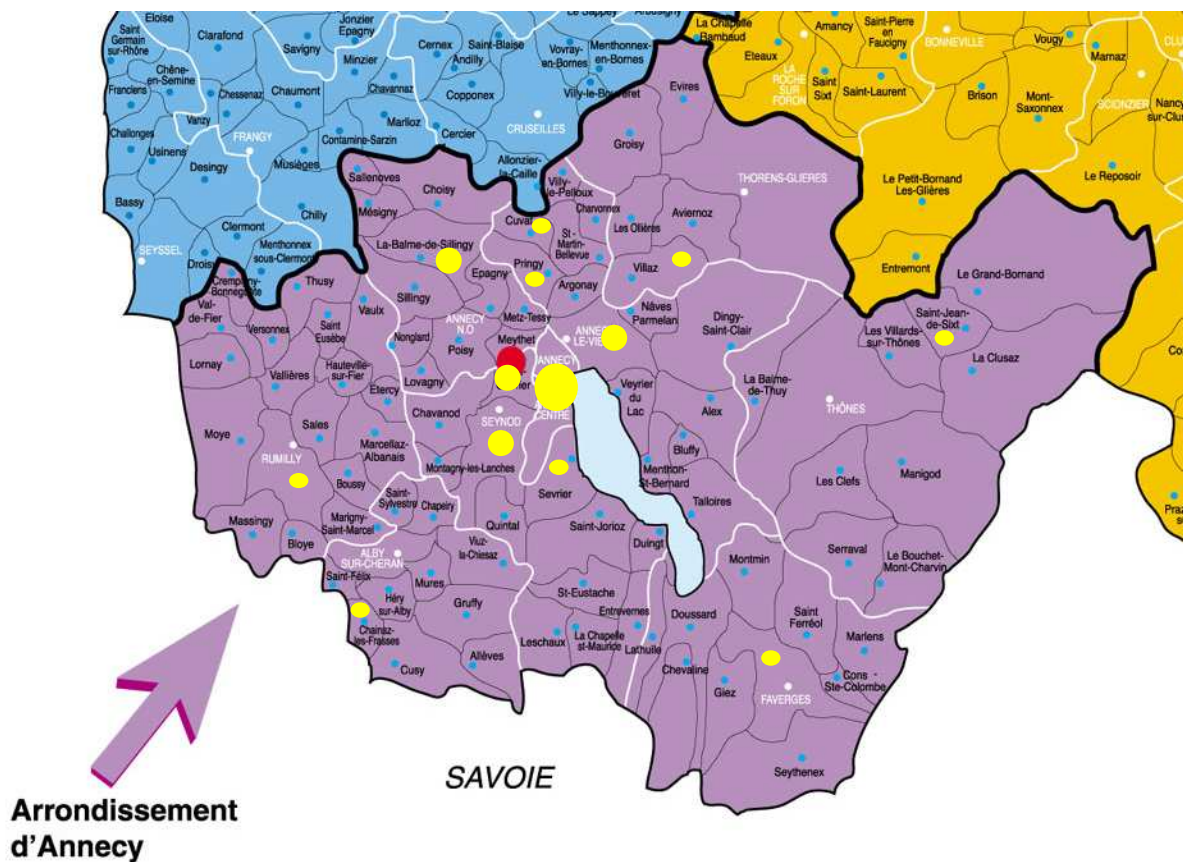 Eloise
Saint
Germain
sur-Rhône
Clarafond
Jonzier
Epagny
Savigny
Minzier
Cernex
Saint-Blaise
Andilly
Vovray-
en-Bornes
Menthonnex-
en-Bornes
Chêne-
en-Semine
Franclens
Chessenaz
Chaumont
Chavannaz
Copponex
Villy-le-Bouveret
Vanzy
Marlioz
Challonges
Usinens
FRANGY
Contamine-Sarzin
Cercier
CRUSEILLES
Desingy
Musièges
Allonzier-
la-Caille
Bassy
Chilly
Clermont
SEYSSEL
Droisy
Menthonnex
sous-Clermont
La Chapelle
Rambaud
Amancy
Saint-Pierre
en
Faucigny
BONNEVILLE
Vougy
Marnaz
Eteaux
LA
ROCHE
SUR
FORON
Saint
Sixt
Saint-Laurent
Brison
Mont-
Saxonnex
SCIONZIER
Nancy
sur-Clus
Le Petit-Bornand
Les-Glières
Le Reposoir
Entremont
Evires
Groisy
THORENS-GLIERES
Sallenoves
Choisy
Mésigny
Villy-
le-Pelloux
Charvonnex
Les Ollières
Aviernoz
La-Balme-de-Sillingy
St -
Martin-
Bellevue
Epagny
Pringy
Villaz
Argonay
Sillingy
Thusy
Vaulx
Val-
de-Fier
Versonnex
Saint
Eusèbe
ANNECY
N.O
Metz-Tessy
Nâves
Parmelan
Dingy-
Saint-Clair
Nonglard
Poisy
Meythet
Lornay
Vallières
Hauteville-
sur-Fier
Lovagny
ANNECY
Etercy
Veyrier
du
Lac
La Balme-
de-Thuy
Alex
THÔNES
Le Grand-Bornand
Saint-Jean-
de-Sixt
Les Villards-
sur-Thônes
La Clusaz
Chavanod
SEYNOD
CENTRE
Moye
Sales
Marcellaz-
Albanais
RUMILLY
Montagny-les-Lanches
Bluffy
Menthon-
St-Bernard
Boussy
Sevrier
Les Clefs
Manigod
Saint-
Sylvestre
Chapeiry
Talloires
Massingy
Bloye
Marigny-
Saint-Marcel
Quintal
Saint-Jorioz
Duingt
Viuz-
la-Chiesaz
ALBY
SUR-CHERAN
Montmin
Serraval
Le Bouchet-
Mont-Charvin
Saint-Félix
Mures
Héry
sur-Alby
Gruffy
St-Eustache
Entrevernes
Doussard
Saint
Ferréol
Marlens
Chainaz-
les-Frasses
Leschaux
La Chapelle
st-Maurice
Lathuile
Cusy
Allèves
Chevaline
Giez
FAVERGES
Cons -
Ste-Colombe
Seythenex
SAVOIE
Arrondissement
d'Annecy